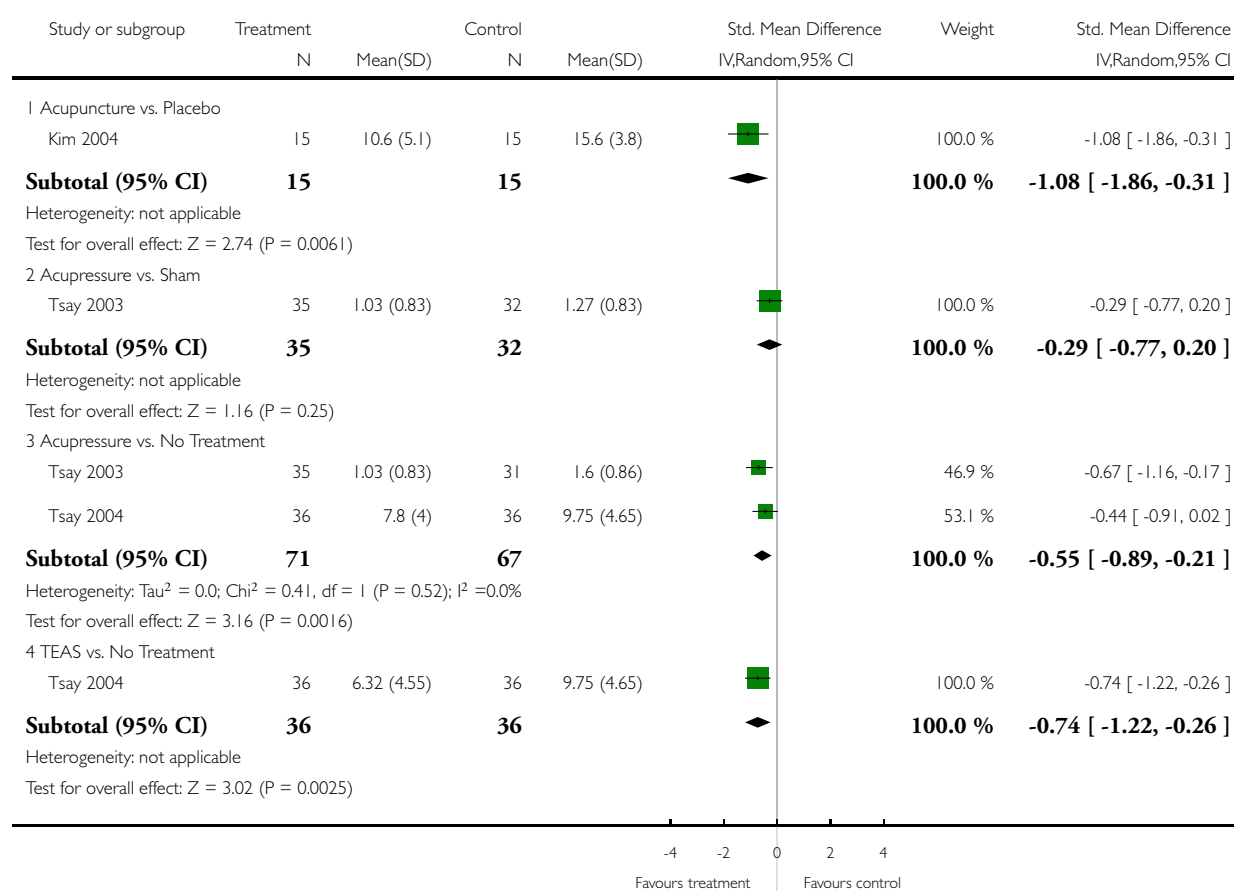 Study or subgroup Treatment Control Std. Mean Difference Weight Std. Mean Difference
N Mean(SD) N Mean(SD) IV,Random,95% CI IV,Random,95% CI
1 Acupuncture vs. Placebo
Kim 2004 15 10.6 (5.1) 15 15.6 (3.8) 100.0 % -1.08 [ -1.86, -0.31 ]
Subtotal (95% CI) 15 15 100.0 % -1.08 [ -1.86, -0.31 ]
Heterogeneity: not applicable
Test for overall effect: Z = 2.74 (P = 0.0061)
2 Acupressure vs. Sham
Tsay 2003 35 1.03 (0.83) 32 1.27 (0.83) 100.0 % -0.29 [ -0.77, 0.20 ]
Subtotal (95% CI) 35 32 100.0 % -0.29 [ -0.77, 0.20 ]
Heterogeneity: not applicable
Test for overall effect: Z = 1.16 (P = 0.25)
3 Acupressure vs. No Treatment
Tsay 2003 35 1.03 (0.83) 31 1.6 (0.86) 46.9 % -0.67 [ -1.16, -0.17 ]
Tsay 2004 36 7.8 (4) 36 9.75 (4.65) 53.1 % -0.44 [ -0.91, 0.02 ]
Subtotal (95% CI) 71 67 100.0 % -0.55 [ -0.89, -0.21 ]
Heterogeneity: Tau² = 0.0; Chi² = 0.41, df = 1 (P = 0.52); I² =0.0%
Test for overall effect: Z = 3.16 (P = 0.0016)
4 TEAS vs. No Treatment
Tsay 2004 36 6.32 (4.55) 36 9.75 (4.65) 100.0 % -0.74 [ -1.22, -0.26 ]
Subtotal (95% CI) 36 36 100.0 % -0.74 [ -1.22, -0.26 ]
Heterogeneity: not applicable
Test for overall effect: Z = 3.02 (P = 0.0025)
-4 -2 0 2 4
Favours treatment Favours control